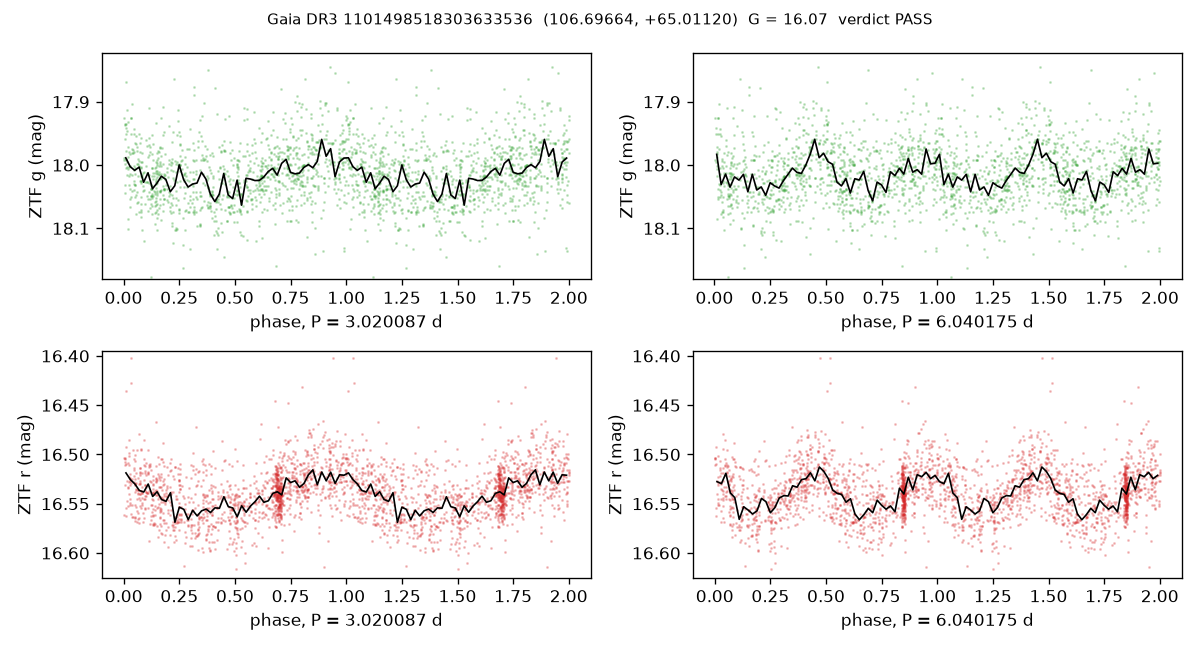 Gaia DR3 1101498518303633536 (106.69664, +65.01120) G = 16.07 verdict PASS
ZTF g (mag)
17.9
18.0
18.1
0.00 0.25 0.50 0.75 1.00 1.25 1.50 1.75 2.00
phase, P = 3.020087 d
ZTF g (mag)
17.9
18.0
18.1
0.00 0.25 0.50 0.75 1.00 1.25 1.50 1.75 2.00
phase, P = 6.040175 d
ZTF r (mag)
16.40
16.45
16.50
16.55
16.60
0.00 0.25 0.50 0.75 1.00 1.25 1.50 1.75 2.00
phase, P = 3.020087 d
ZTF r (mag)
16.40
16.45
16.50
16.55
16.60
0.00 0.25 0.50 0.75 1.00 1.25 1.50 1.75 2.00
phase, P = 6.040175 d